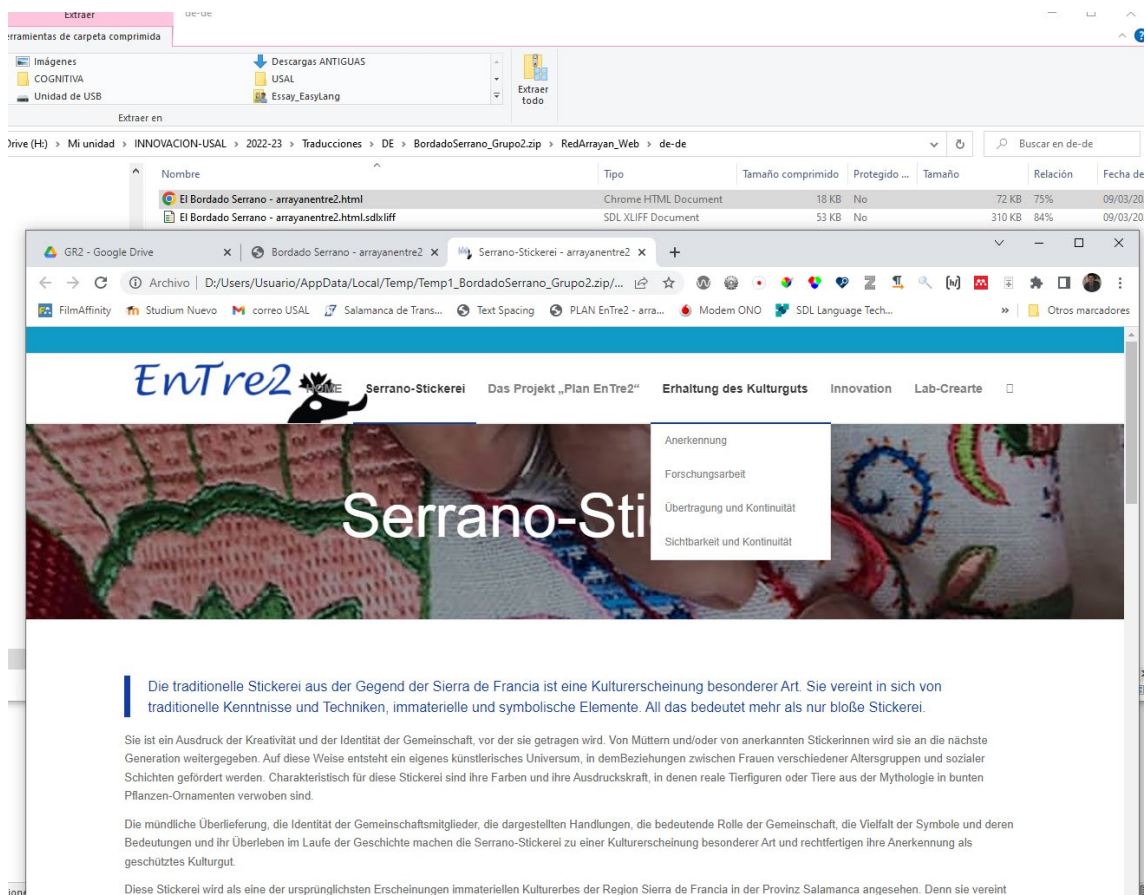 Extraer
de-de
erramientas de carpeta comprimida
Imágenes
COGNITIVA
Unidad de USB
Descargas ANTIGUAS
USAL
Essay_EasyLang
Extraer todo
Extraer en
Drive (H:) › Mi unidad › INNOVACION-USAL › 2022-23 › Traducciones › DE › BordadoSerrano_Grupo2.zip › RedArrayan_Web › de-de
Buscar en de-de
Nombre Tipo Tamaño comprimido Protegido ... Tamaño Relación Fecha de
El Bordado Serrano - arrayanentre2.html Chrome HTML Document 18 KB No 72 KB 75% 09/03/20
El Bordado Serrano - arrayanentre2.html.sdlxliff SDL XLIFF Document 53 KB No 310 KB 84% 09/03/20
GR2 - Google Drive Bordado Serrano - arrayanentre2 Serrano-Stickerei - arrayanentre2
Archivo | D:/Users/Usuario/AppData/Local/Temp/Temp1_BordadoSerrano_Grupo2.zip/...
FilmAffinity Studium Nuevo correo USAL Salamanca de Trans... Text Spacing PLAN EnTre2 - arra... Modem ONO SDL Language Tech... » Otros marcadores
EnTre2
HOME Serrano-Stickerei Das Projekt „Plan EnTre2“ Erhaltung des Kulturguts Innovation Lab-Crearte
Anerkennung
Forschungsarbeit
Übertragung und Kontinuität
Sichtbarkeit und Kontinuität
Serrano-Sti
Die traditionelle Stickerei aus der Gegend der Sierra de Francia ist eine Kulturerscheinung besonderer Art. Sie vereint in sich von
traditionelle Kenntnisse und Techniken, immaterielle und symbolische Elemente. All das bedeutet mehr als nur bloße Stickerei.
Sie ist ein Ausdruck der Kreativität und der Identität der Gemeinschaft, vor der sie getragen wird. Von Müttern und/oder von anerkannten Stickerinnen wird sie an die nächste
Generation weitergegeben. Auf diese Weise entsteht ein eigenes künstlerisches Universum, in demBeziehungen zwischen Frauen verschiedener Altersgruppen und sozialer
Schichten gefördert werden. Charakteristisch für diese Stickerei sind ihre Farben und ihre Ausdruckskraft, in denen reale Tierfiguren oder Tiere aus der Mythologie in bunten
Pflanzen-Ornamenten verwoben sind.
Die mündliche Überlieferung, die Identität der Gemeinschaftsmitglieder, die dargestellten Handlungen, die bedeutende Rolle der Gemeinschaft, die Vielfalt der Symbole und deren
Bedeutungen und ihr Überleben im Laufe der Geschichte machen die Serrano-Stickerei zu einer Kulturerscheinung besonderer Art und rechtfertigen ihre Anerkennung als
geschütztes Kulturgut.
Diese Stickerei wird als eine der ursprünglichsten Erscheinungen immateriellen Kulturerbes der Region Sierra de Francia in der Provinz Salamanca angesehen. Denn sie vereint